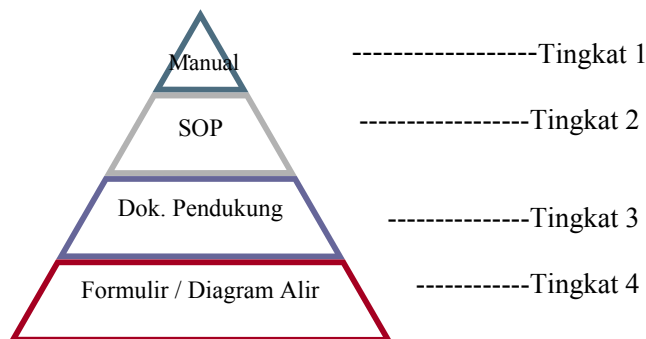 Manual ------------------Tingkat 1
SOP -----------------Tingkat 2
Dok. Pendukung --------------Tingkat 3
Formulir / Diagram Alir -----------Tingkat 4